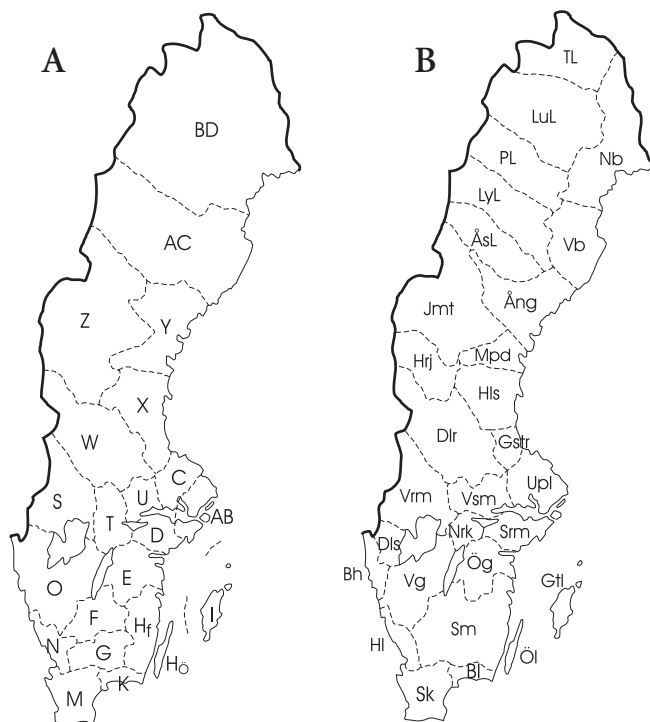 A
BD
AC
Z
Y
X
W
S
C
U
T
AB
D
O
E
F
Hf
I
N
G
HÖ
K
M
B
TL
LuL
PL
Nb
LyL
ÅsL
Vb
Ång
Jmt
Mpd
Hrj
Hls
Dlr
Gstr
Upl
Vrm
Vsm
Nrk
Srm
Dls
Ög
Bh
Vg
Gtl
Hl
Sm
Öl
Bl
Sk